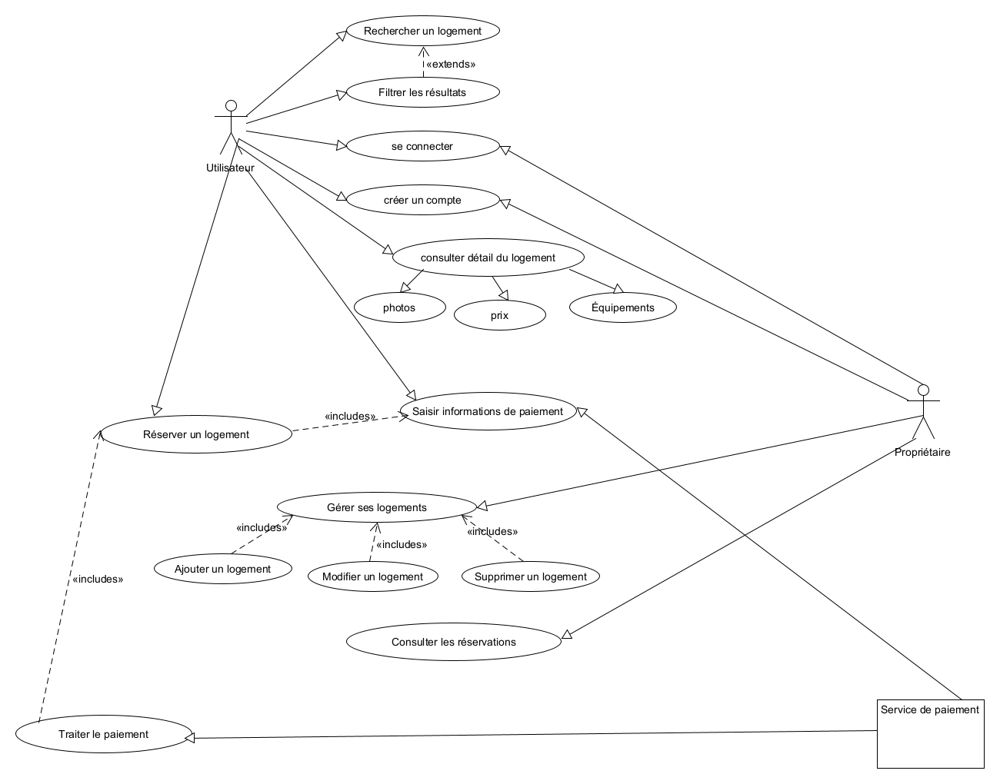 Rechercher un logement
«extends»
Filtrer les résultats
se connecter
Utilisateur
créer un compte
consulter détail du logement
photos
prix
Équipements
Saisir informations de paiement
«includes»
Réserver un logement
Propriétaire
Gérer ses logements
«includes»
«includes»
«includes»
Ajouter un logement
Modifier un logement
Supprimer un logement
«includes»
Consulter les réservations
Service de paiement
Traiter le paiement